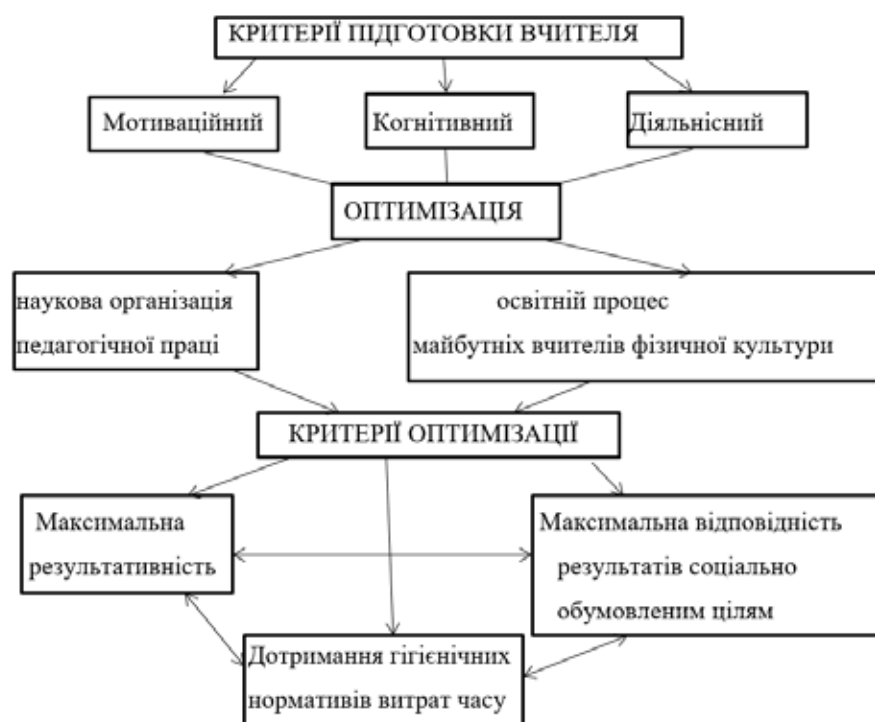 КРИТЕРІЇ ПІДГОТОВКИ ВЧИТЕЛЯ
Мотиваційний
Когнітивний
Діяльнісний
ОПТИМІЗАЦІЯ
наукова організація
педагогічної праці
освітній процес
майбутніх вчителів фізичної культури
КРИТЕРІЇ ОПТИМІЗАЦІЇ
Максимальна
результативність
Максимальна відповідність
результатів соціально
обумовленим цілям
Дотримання гігієнічних
нормативів витрат часу